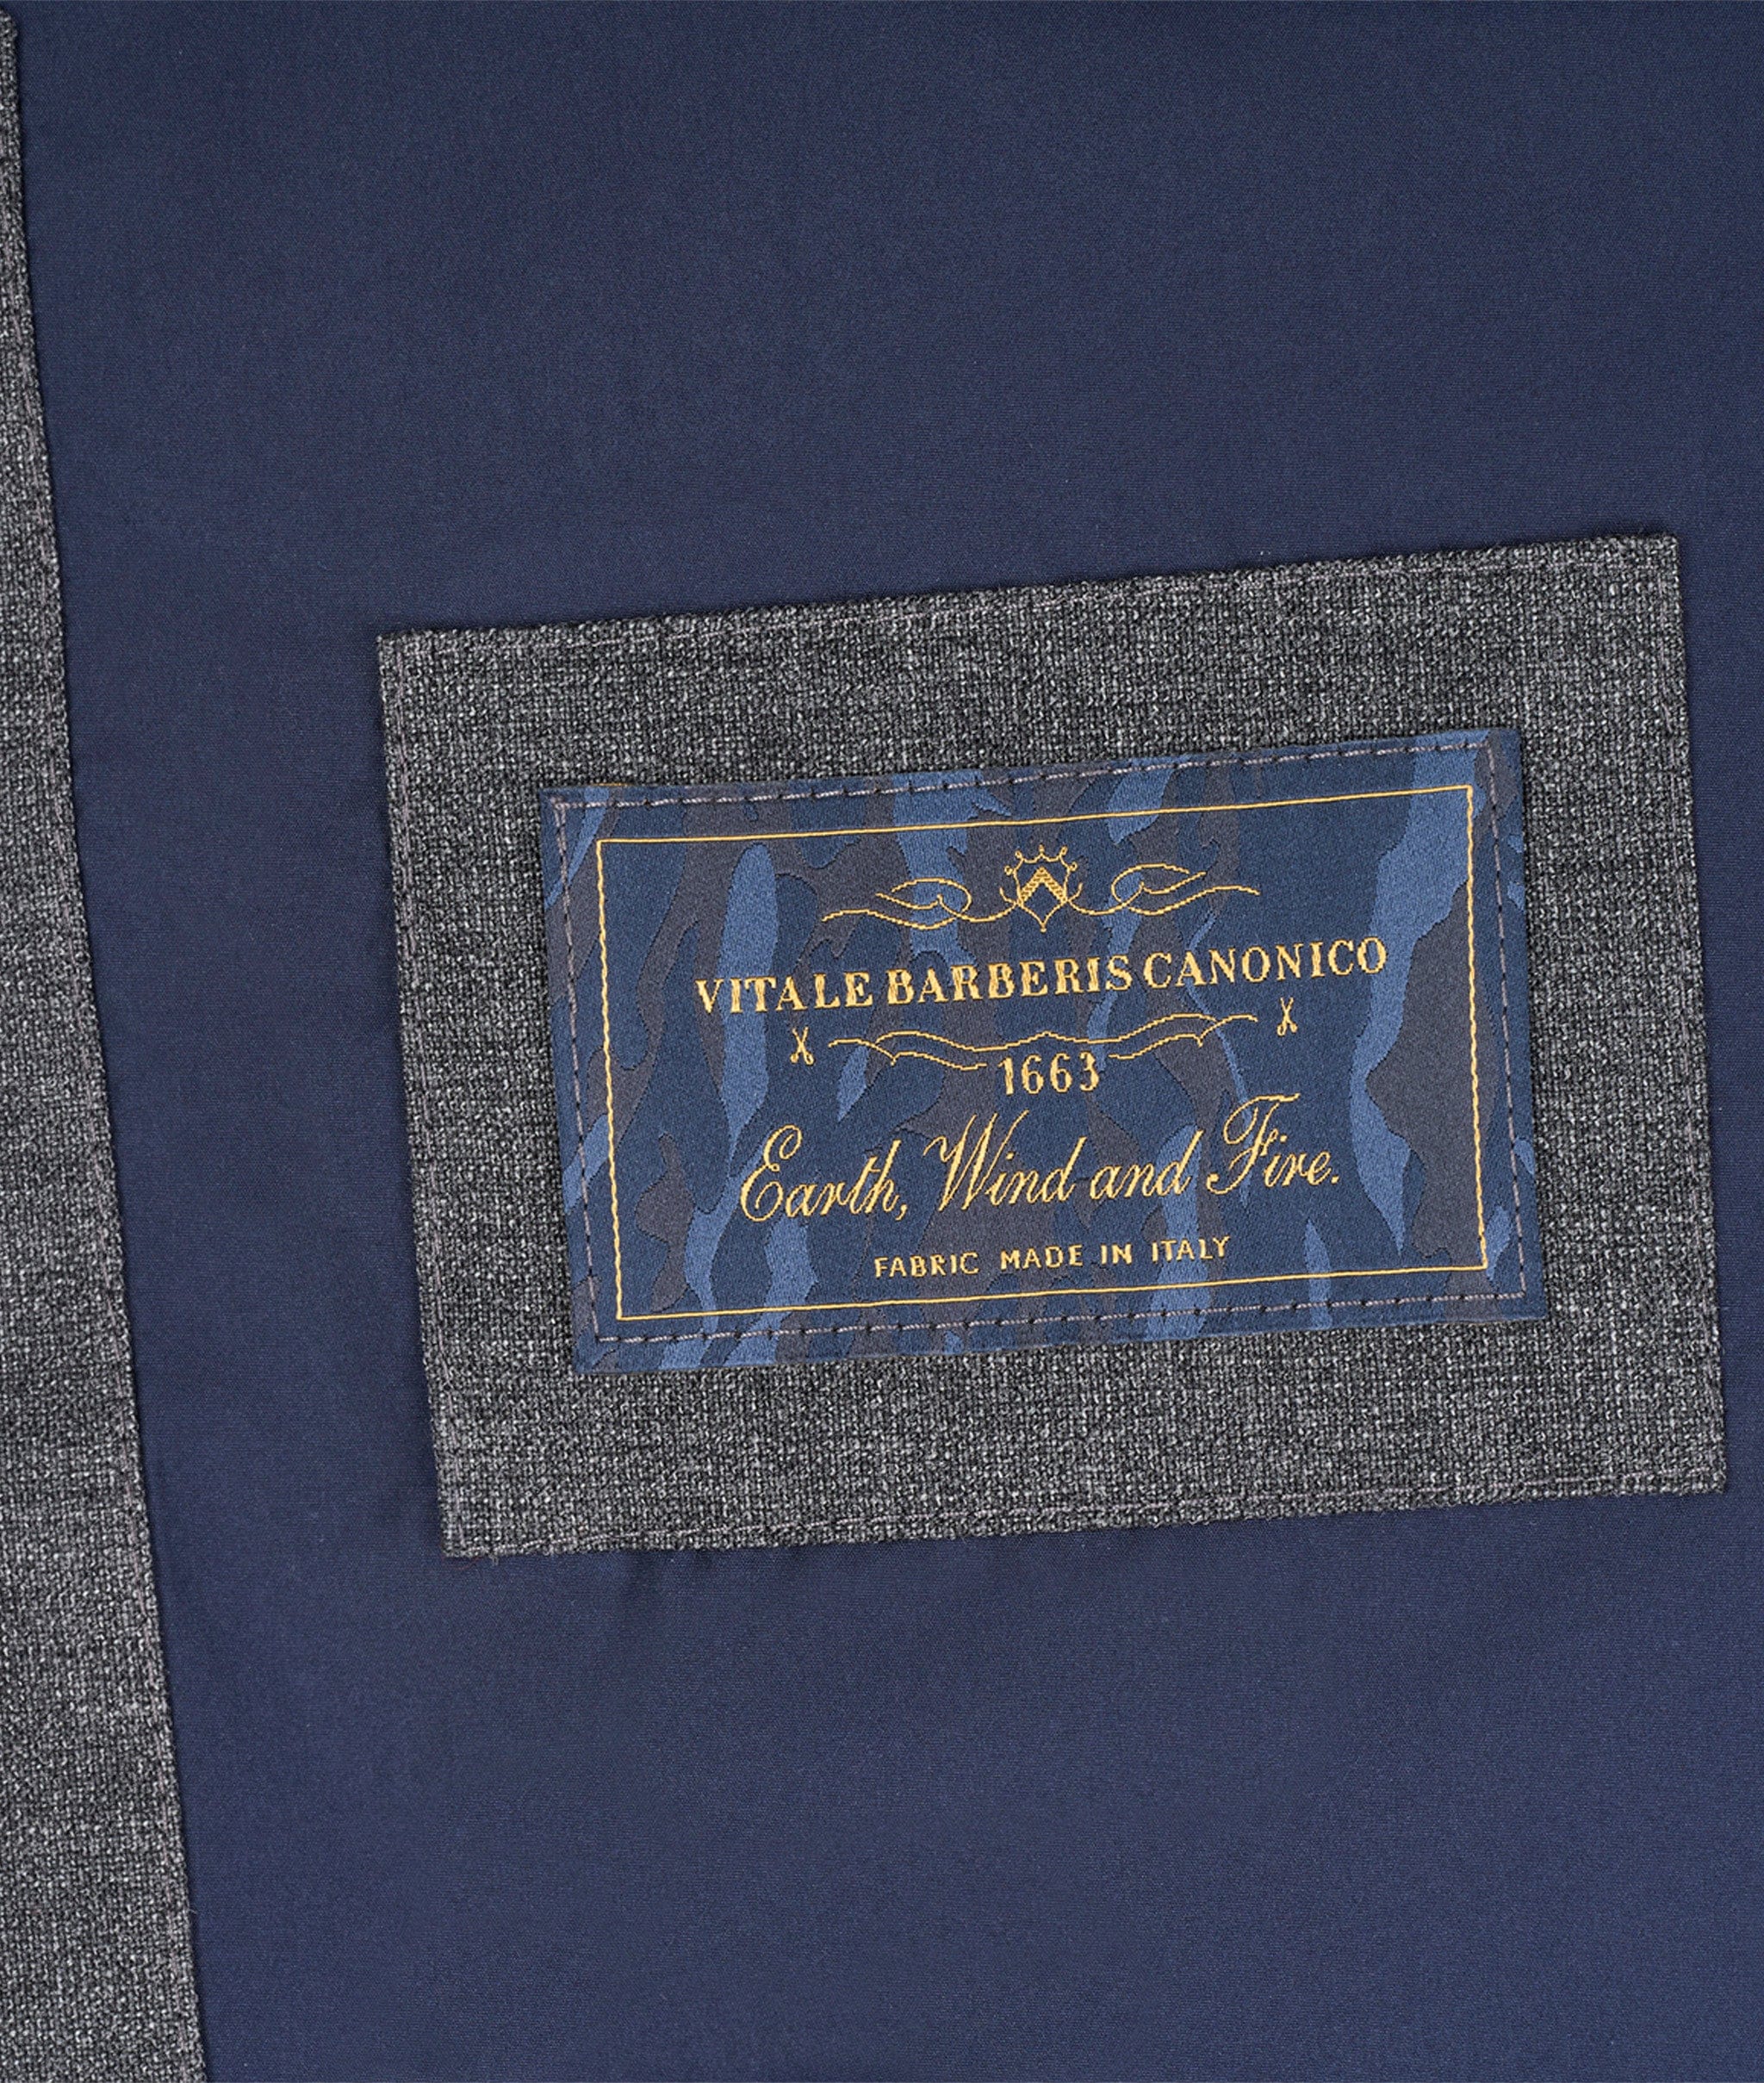 VITALE BARBERIS CANONICO
1663
Earth, Wind and Fire.
FABRIC MADE IN ITALY